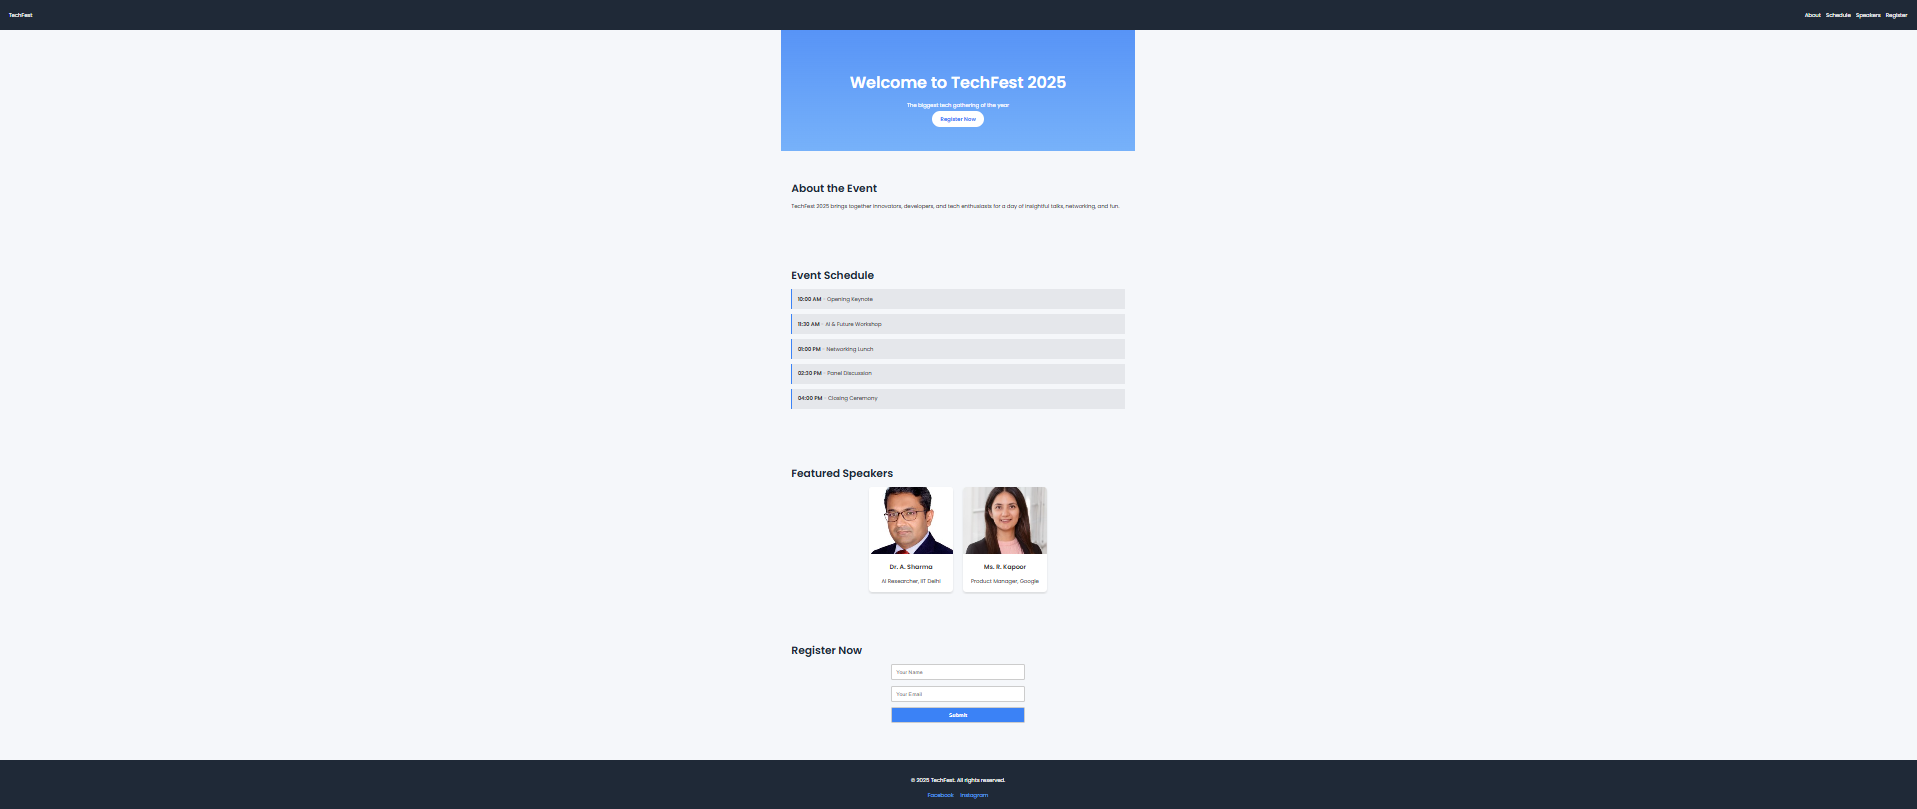 TechFest
About Schedule Speakers Register
Welcome to TechFest 2025
The biggest tech gathering of the year
Register Now
About the Event
TechFest 2025 brings together innovators, developers, and tech enthusiasts for a day of insightful talks, networking, and fun.
Event Schedule
10:00 AM - Opening Keynote
11:30 AM - AI & Future Workshop
01:00 PM - Networking Lunch
02:30 PM - Panel Discussion
04:00 PM - Closing Ceremony
Featured Speakers
Dr. A. Sharma
AI Researcher, IIT Delhi
Ms. R. Kapoor
Product Manager, Google
Register Now
Your Name
Your Email
Submit
© 2025 TechFest. All rights reserved.
Facebook Instagram